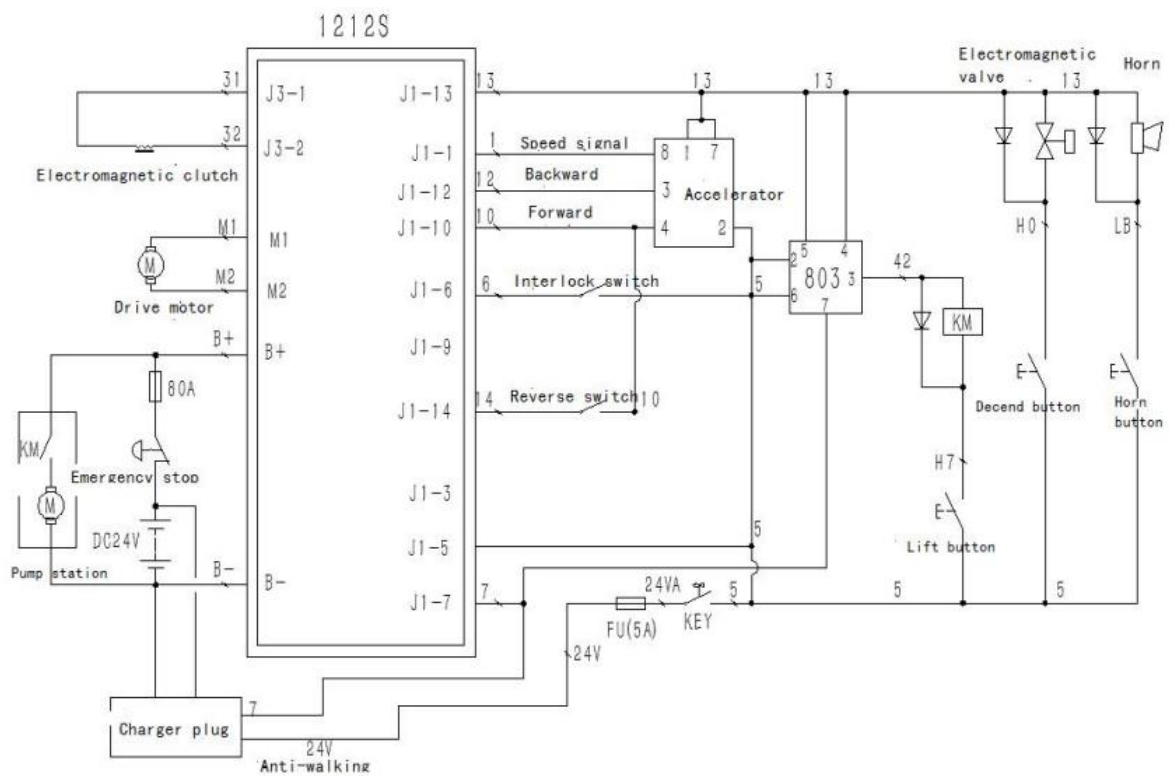 1212S
Electromagnetic
valve
Horn
31
J3-1
J1-13
13
13
13
13
32
J3-2
J1-1
1
Speed signal
8
1
7
Electromagnetic clutch
J1-12
12
Backward
3
Accelerator
J1-10
10
Forward
4
2
M1
M1
H0
LB
M
5
4
2
803
3
42
M2
M2
J1-6
6
Interlock switch
5
6
7
Drive motor
KM
B+
B+
J1-9
80A
J1-14
14
Reverse switch
10
Decend button
Horn
button
KM
Emergency stop
H7
M
J1-3
DC24V
J1-5
5
Lift button
Pump station
B-
B-
J1-7
7
24VA
5
5
5
FU(5A)
KEY
24V
7
Charger plug
24V
Anti-walking